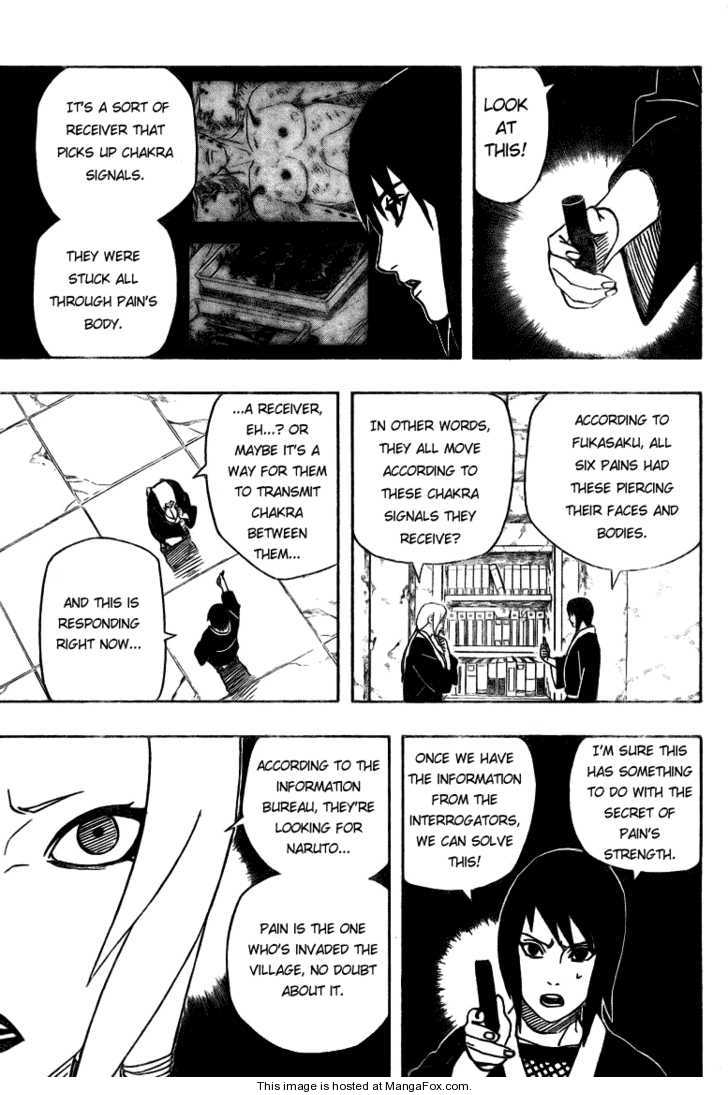 LOOK
AT
THIS!
IT'S A SORT OF
RECEIVER THAT
PICKS UP CHAKRA
SIGNALS.
THEY WERE
STUCK ALL
THROUGH PAIN'S
BODY.
ACCORDING TO
FUKASAKU, ALL
SIX PAINS HAD
THESE PIERCING
THEIR FACES AND
BODIES.
IN OTHER WORDS,
THEY ALL MOVE
ACCORDING TO
THESE CHAKRA
SIGNALS THEY
RECEIVE?
...A RECEIVER,
EH...? OR
MAYBE IT'S A
WAY FOR THEM
TO TRANSMIT
CHAKRA
BETWEEN
THEM...
AND THIS IS
RESPONDING
RIGHT NOW...
I'M SURE THIS
HAS SOMETHING
TO DO WITH THE
SECRET OF
PAIN'S
STRENGTH.
ONCE WE HAVE
THE INFORMATION
FROM THE
INTERROGATORS,
WE CAN SOLVE
THIS!
ACCORDING TO THE
INFORMATION
BUREAU, THEY'RE
LOOKING FOR
NARUTO...
PAIN IS THE ONE
WHO'S INVADED THE
VILLAGE, NO DOUBT
ABOUT IT.
This image is hosted at MangaFox.com.